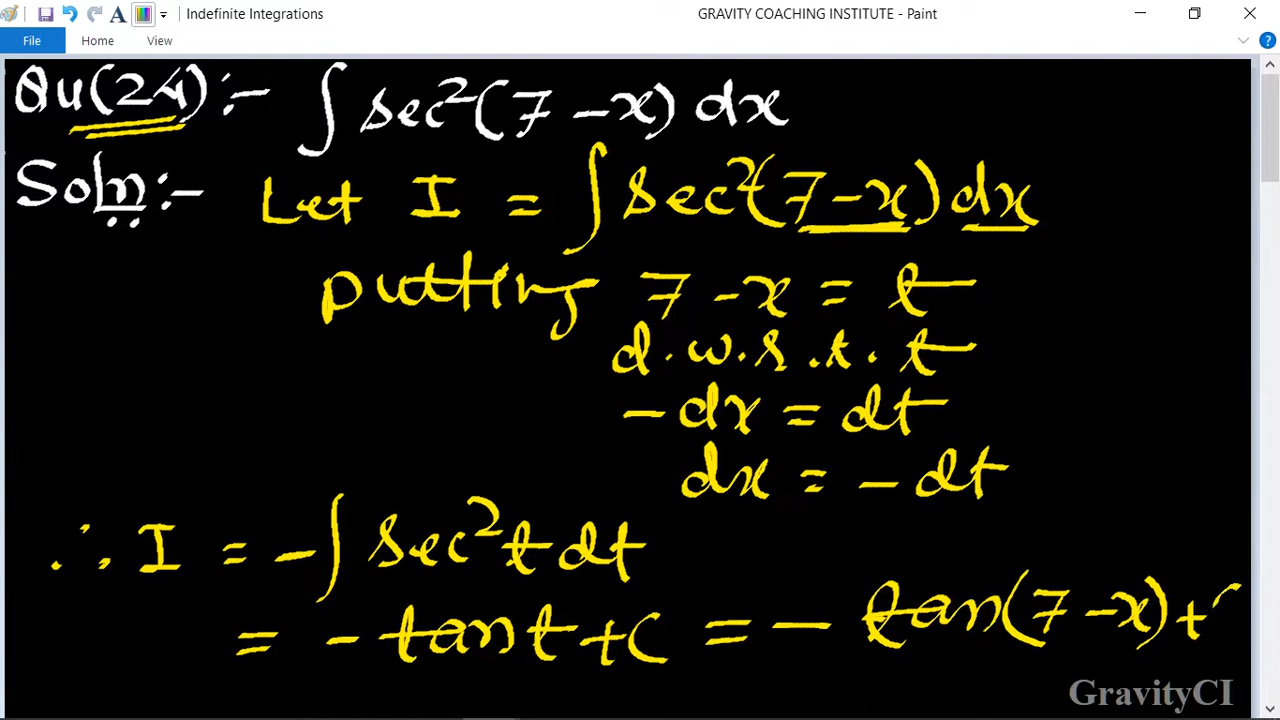 Indefinite Integrations
GRAVITY COACHING INSTITUTE - Paint
File Home View
Qu(24):- ∫ sec²(7-x) dx
Soln:- Let I = ∫ sec²(7-x) dx
putting 7-x = t
d.w.r.t. t
-dx = dt
dx = -dt
∴ I = -∫ sec²t dt
= -tan t + C = -tan(7-x) +
GravityCI